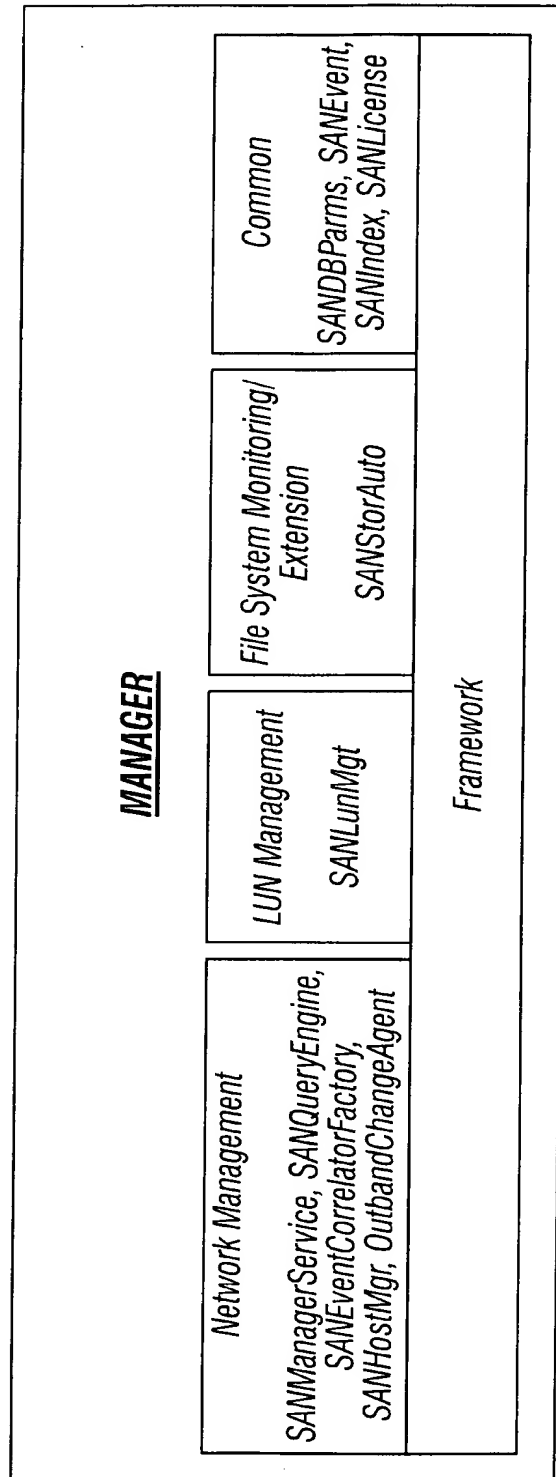 MANAGER
Network Management
SANManagerService, SANQueryEngine,
SANEventCorrelatorFactory,
SANHostMgr, OutbandChangeAgent
LUN Management
SANLunMgt
File System Monitoring/
Extension
SANStorAuto
Common
SANDBParms, SANEvent,
SANIndex, SANLicense
Framework